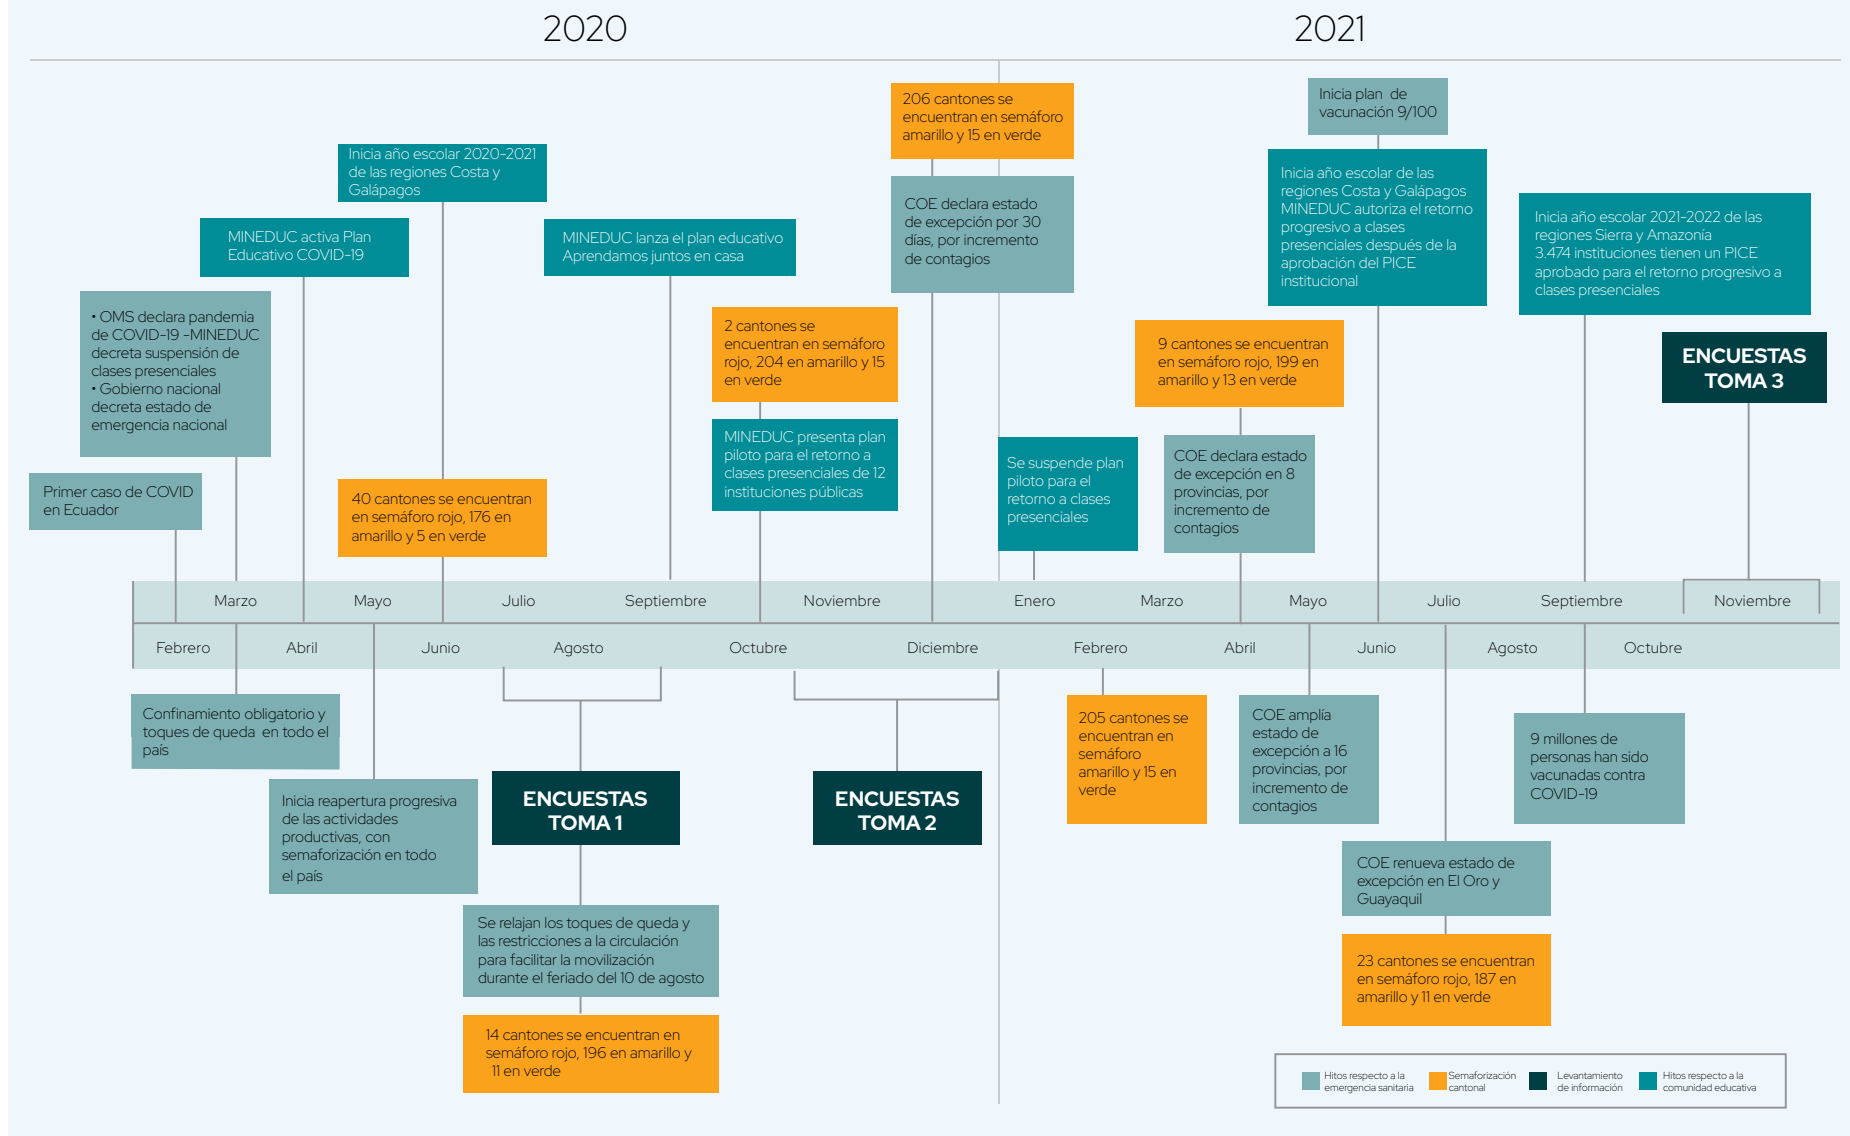 2020
2021
206 cantones se
encuentran en semáforo
amarillo y 15 en verde
Inicia plan de
vacunación 9/100
Inicia año escolar 2020-2021
de las regiones Costa y
Galápagos
Inicia año escolar de las
regiones Costa y Galápagos
MINEDUC autoriza el retorno
progresivo a clases
presenciales después de la
aprobación del PICE
institucional
COE declara estado
de excepción por 30
días, por incremento
de contagios
Inicia año escolar 2021-2022 de las
regiones Sierra y Amazonía
3.474 instituciones tienen un PICE
aprobado para el retorno progresivo a
clases presenciales
MINEDUC activa Plan
Educativo COVID-19
MINEDUC lanza el plan educativo
Aprendamos juntos en casa
• OMS declara pandemia
de COVID-19 -MINEDUC
decreta suspensión de
clases presenciales
• Gobierno nacional
decreta estado de
emergencia nacional
2 cantones se
encuentran en semáforo
rojo, 204 en amarillo y 15
en verde
9 cantones se encuentran
en semáforo rojo, 199 en
amarillo y 13 en verde
ENCUESTAS
TOMA 3
MINEDUC presenta plan
piloto para el retorno a
clases presenciales de 12
instituciones públicas
Se suspende plan
piloto para el
retorno a clases
presenciales
COE declara estado
de excepción en 8
provincias, por
incremento de
contagios
Primer caso de COVID
en Ecuador
40 cantones se encuentran
en semáforo rojo, 176 en
amarillo y 5 en verde
Marzo
Mayo
Julio
Septiembre
Noviembre
Enero
Marzo
Mayo
Julio
Septiembre
Noviembre
Febrero
Abril
Junio
Agosto
Octubre
Diciembre
Febrero
Abril
Junio
Agosto
Octubre
Confinamiento obligatorio y
toques de queda en todo el
país
Inicia reapertura progresiva
de las actividades
productivas, con
semaforización en todo
el país
ENCUESTAS
TOMA 1
ENCUESTAS
TOMA 2
205 cantones se
encuentran en
semáforo
amarillo y 15 en
verde
COE amplía
estado de
excepción a 16
provincias, por
incremento de
contagios
9 millones de
personas han sido
vacunadas contra
COVID-19
Se relajan los toques de queda y
las restricciones a la circulación
para facilitar la movilización
durante el feriado del 10 de agosto
COE renueva estado de
excepción en El Oro y
Guayaquil
14 cantones se encuentran en
semáforo rojo, 196 en amarillo y
11 en verde
23 cantones se encuentran
en semáforo rojo, 187 en
amarillo y 11 en verde
Hitos respecto a la
emergencia sanitaria
Semaforización
cantonal
Levantamiento
de información
Hitos respecto a la
comunidad educativa